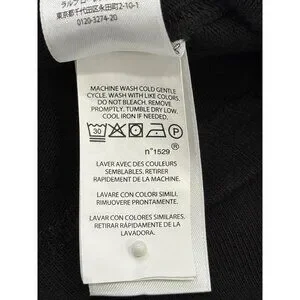 東京都千代田区永田町2-10-1
0120-3274-20
MACHINE WASH COLD GENTLE
CYCLE. WASH WITH LIKE COLORS.
DO NOT BLEACH. REMOVE
PROMPTLY. TUMBLE DRY LOW.
COOL IRON IF NEEDED.
30 P
n°1529®
LAVER AVEC DES COULEURS
SEMBLABLES. RETIRER
RAPIDEMENT DE LA MACHINE.
LAVARE CON COLORI SIMILI.
RIMUOVERE PRONTAMENTE.
LAVAR CON COLORES SIMILARES.
RETIRAR RÁPIDAMENTE DE LA
LAVADORA.